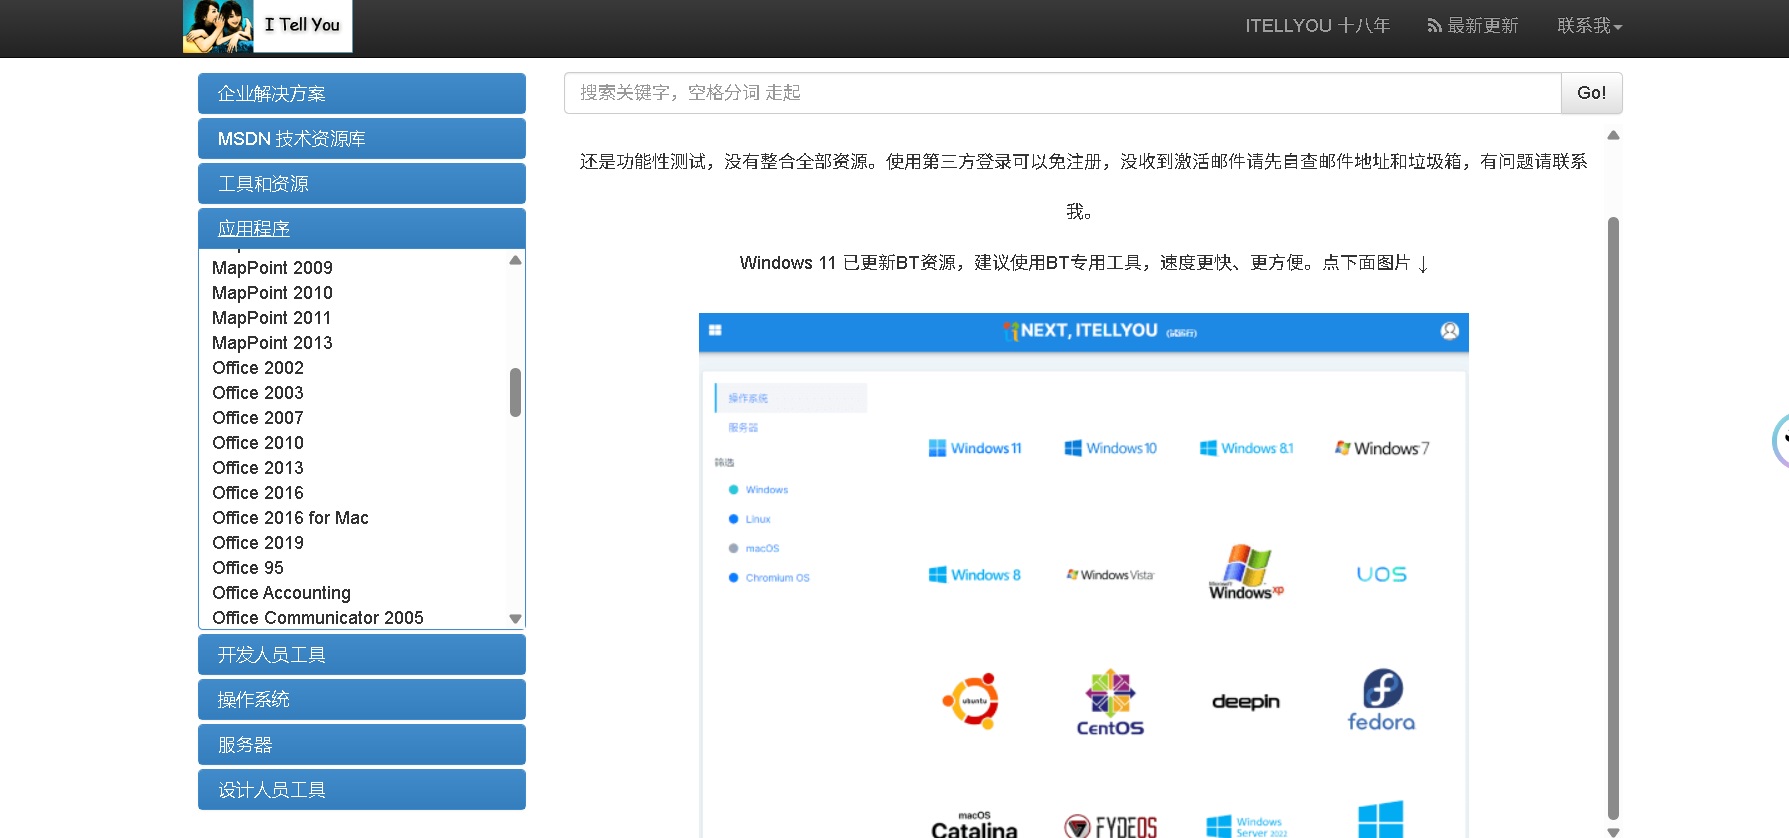 I Tell You
ITELLYOU 十八年
最新更新
联系我
企业解决方案
MSDN 技术资源库
工具和资源
应用程序
MapPoint 2009
MapPoint 2010
MapPoint 2011
MapPoint 2013
Office 2002
Office 2003
Office 2007
Office 2010
Office 2013
Office 2016
Office 2016 for Mac
Office 2019
Office 95
Office Accounting
Office Communicator 2005
开发人员工具
操作系统
服务器
设计人员工具
搜索关键字，空格分词 走起
Go!
还是功能性测试，没有整合全部资源。使用第三方登录可以免注册，没收到激活邮件请先自查邮件地址和垃圾箱，有问题请联系
我。
Windows 11 已更新BT资源，建议使用BT专用工具，速度更快、更方便。点下面图片 ↓
NEXT, ITELLYOU (试运行)
操作系统
服务器
筛选
Windows
Linux
macOS
Chromium OS
Windows 11
Windows 10
Windows 8.1
Windows 7
Windows 8
Windows Vista
Microsoft
Windows xp
UOS
ubuntu
CentOS
deepin
fedora
macOS
Catalina
FYDEOS
Windows
Server 2022